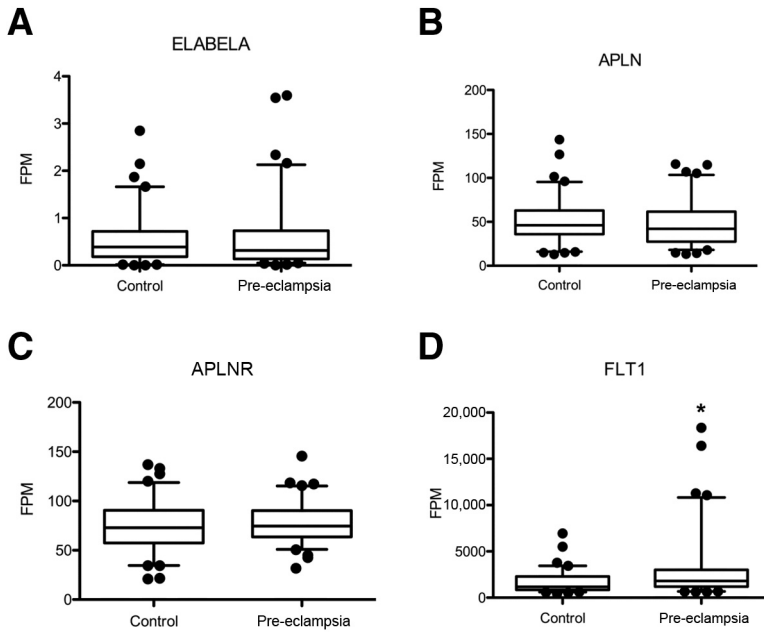 A
ELABELA
4
3
2
1
0
FPM
Control Pre-eclampsia
B
APLN
200
150
100
50
0
FPM
Control Pre-eclampsia
C
APLNR
200
150
100
50
0
FPM
Control Pre-eclampsia
D
FLT1
*
20,000
15,000
10,000
5000
0
FPM
Control Pre-eclampsia